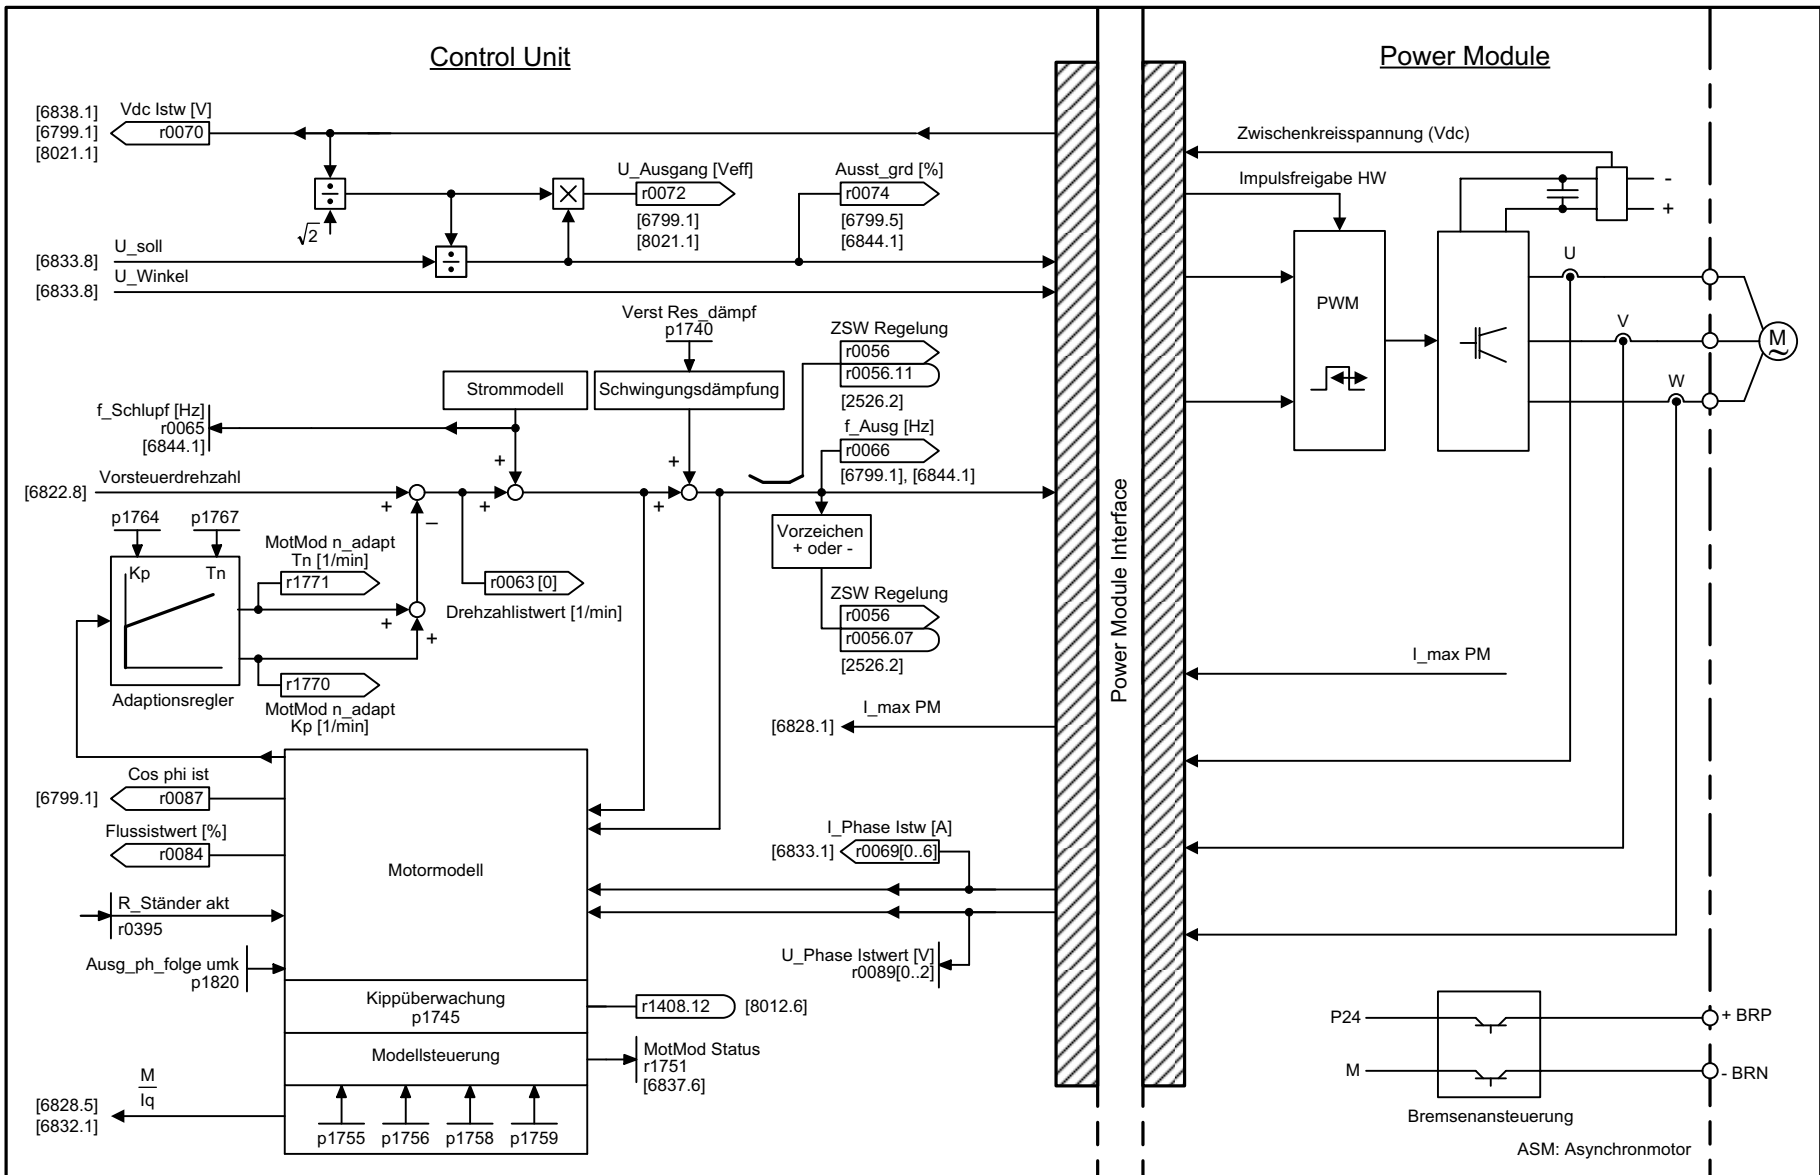 Control Unit
Power Module
[6838.1]
[6799.1]
[8021.1]
Vdc Istw [V]
r0070
Zwischenkreisspannung (Vdc)
÷
√2
×
U_Ausgang [Veff]
r0072
[6799.1]
[8021.1]
Ausst_grd [%]
r0074
[6799.5]
[6844.1]
Impulsfreigabe HW
-
+
[6833.8]
U_soll
÷
[6833.8]
U_Winkel
PWM
U
V
W
M
~
Verst Res_dämpf
p1740
ZSW Regelung
r0056
r0056.11
[2526.2]
Strommodell
Schwingungsdämpfung
f_Schlupf [Hz]
r0065
[6844.1]
f_Ausg [Hz]
r0066
[6799.1], [6844.1]
+
+
[6822.8]
Vorsteuerdrehzahl
+
–
+
+
p1764
p1767
Kp
Tn
MotMod n_adapt
Tn [1/min]
r1771
r0063[0]
Drehzahlistwert [1/min]
Vorzeichen
+ oder -
+
+
ZSW Regelung
r0056
r0056.07
[2526.2]
r1770
MotMod n_adapt
Kp [1/min]
Adaptionsregler
Power Module Interface
I_max PM
[6828.1]
I_max PM
Cos phi ist
[6799.1]
r0087
Flussistwert [%]
r0084
Motormodell
I_Phase Istw [A]
[6833.1]
r0069[0..6]
R_Ständer akt
r0395
Ausg_ph_folge umk
p1820
U_Phase Istwert [V]
r0089[0..2]
Kippüberwachung
p1745
r1408.12
[8012.6]
Modellsteuerung
MotMod Status
r1751
[6837.6]
M
Iq
[6828.5]
[6832.1]
p1755
p1756
p1758
p1759
P24
+ BRP
M
- BRN
Bremsenansteuerung
ASM: Asynchronmotor